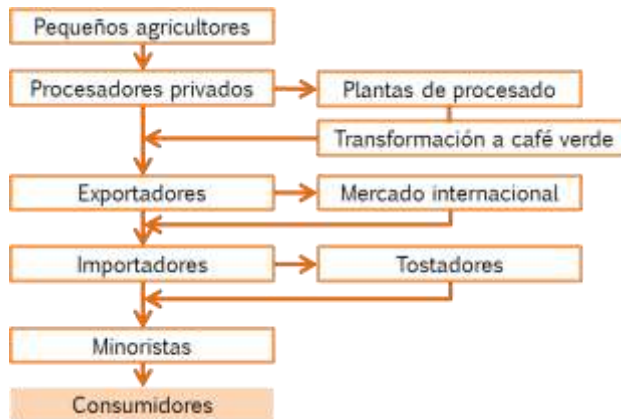 Pequeños agricultores
Procesadores privados
Plantas de procesado
Transformación a café verde
Exportadores
Mercado internacional
Importadores
Tostadores
Minoristas
Consumidores